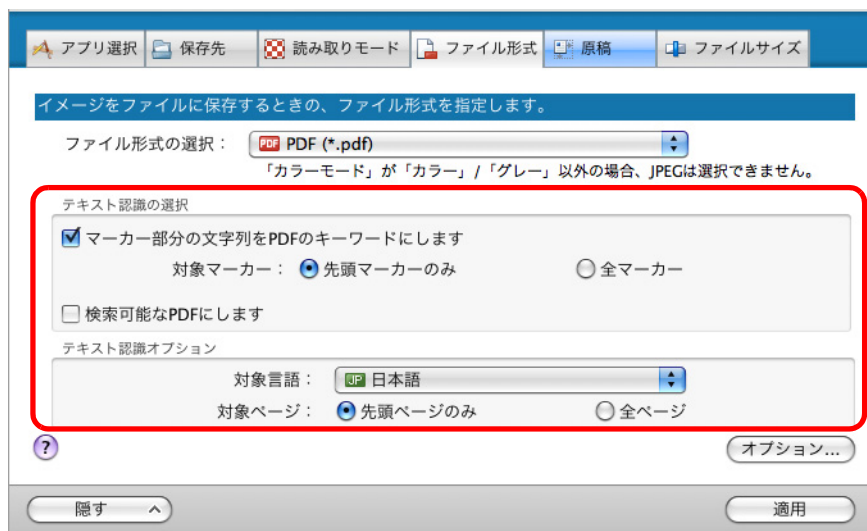 アプリ選択 保存先 読み取りモード ファイル形式 原稿 ファイルサイズ
イメージをファイルに保存するときの、ファイル形式を指定します。
ファイル形式の選択： PDF PDF (*.pdf)
「カラーモード」が「カラー」/「グレー」以外の場合、JPEGは選択できません。
テキスト認識の選択
マーカー部分の文字列をPDFのキーワードにします
対象マーカー： 先頭マーカーのみ 全マーカー
検索可能なPDFにします
テキスト認識オプション
対象言語： JP 日本語
対象ページ： 先頭ページのみ 全ページ
?
オプション...
隠す 適用